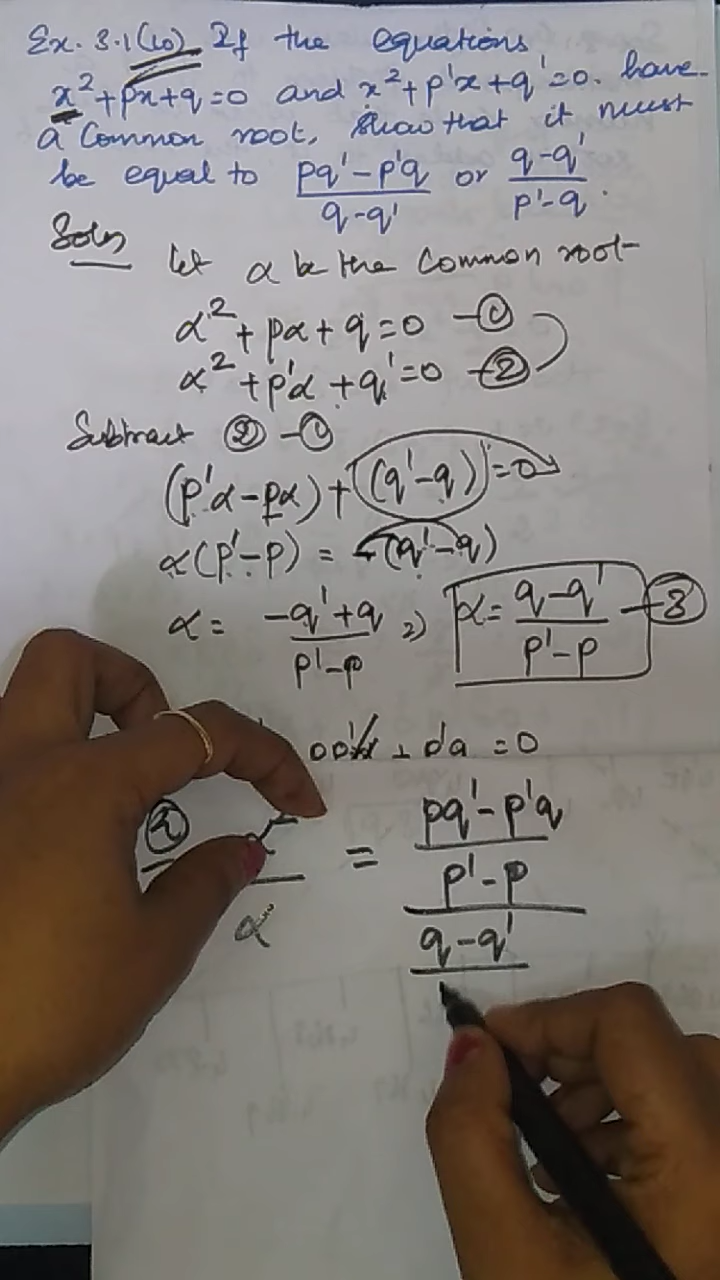 Ex. 3.1(10) If the equations
x² + px + q = 0 and x² + p'x + q' = 0. have
a common root, show that it must
be equal to (pq' - p'q)/(q - q') or (q - q')/(p' - q).
Soln Let α be the common root
α² + pα + q = 0 —①
α² + p'α + q' = 0 —②
Subtract ② - ①
(p'α - pα) + (q' - q) = 0
α(p' - p) = -(q' - q)
α = (-q' + q)/(p' - p) ⇒ α = (q - q')/(p' - p) —③
= 0
④ /α = ((pq' - p'q)/(p' - p))/(q - q')